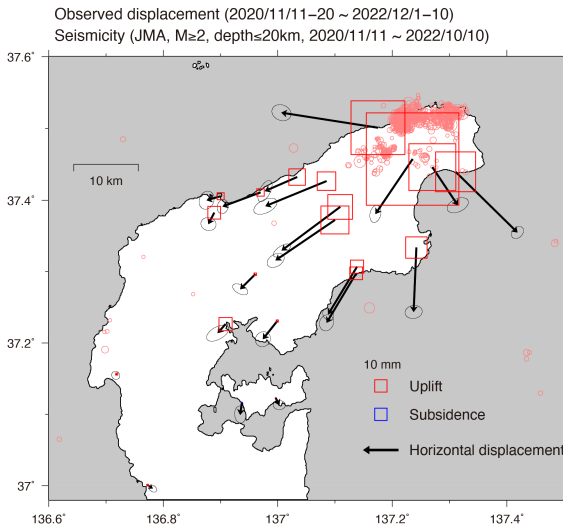 Observed displacement (2020/11/11−20 ~ 2022/12/1−10)
Seismicity (JMA, M≥2, depth≤20km, 2020/11/11 ~ 2022/10/10)
37.6˚
37.4˚
37.2˚
37˚
10 km
10 mm
Uplift
Subsidence
Horizontal displacement
136.6˚ 136.8˚ 137˚ 137.2˚ 137.4˚